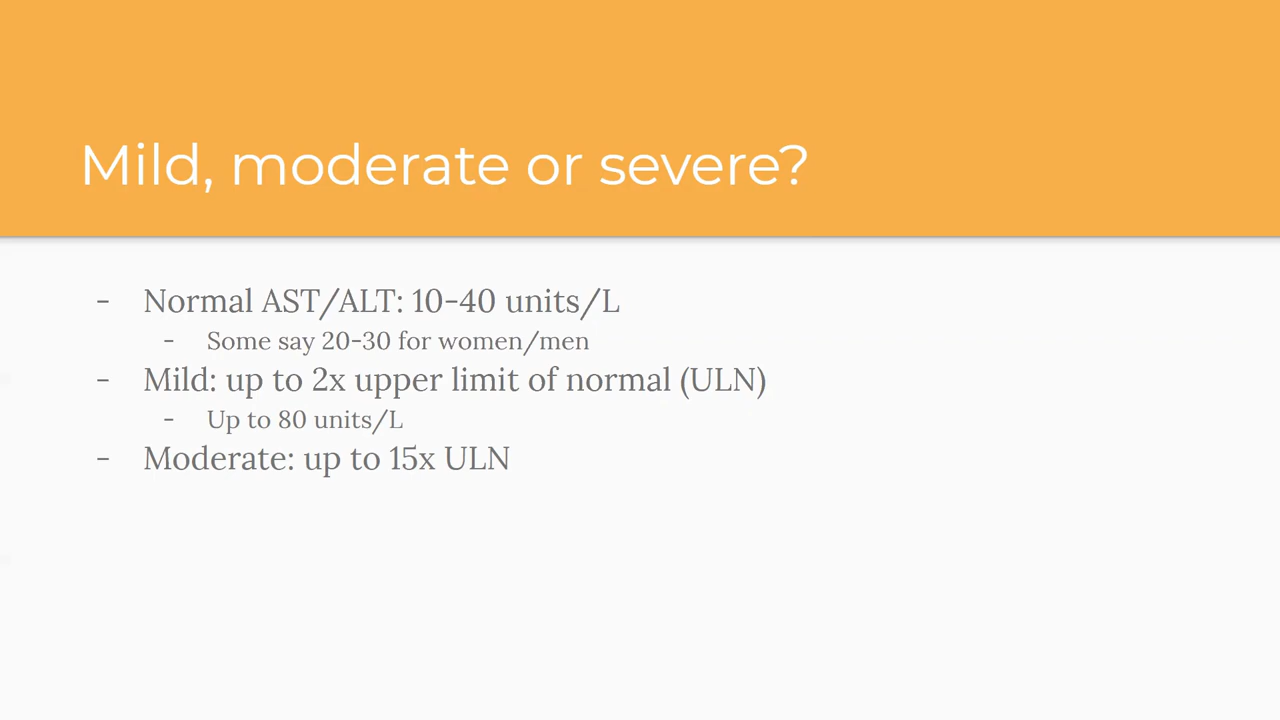 Mild, moderate or severe?
- Normal AST/ALT: 10-40 units/L
- Some say 20-30 for women/men
- Mild: up to 2x upper limit of normal (ULN)
- Up to 80 units/L
- Moderate: up to 15x ULN